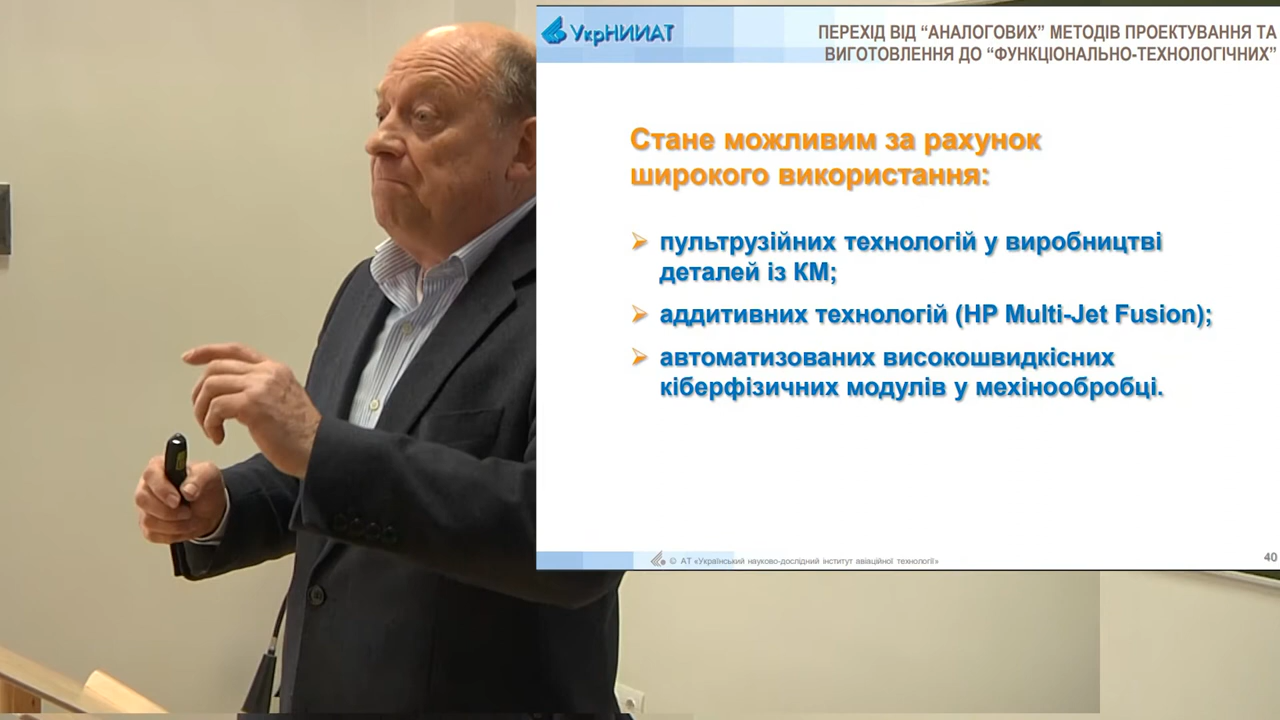 УкрНИИАТ
ПЕРЕХІД ВІД “АНАЛОГОВИХ” МЕТОДІВ ПРОЕКТУВАННЯ ТА
ВИГОТОВЛЕННЯ ДО “ФУНКЦІОНАЛЬНО-ТЕХНОЛОГІЧНИХ”
Стане можливим за рахунок
широкого використання:
пультрузійних технологій у виробництві
деталей із КМ;
аддитивних технологій (HP Multi-Jet Fusion);
автоматизованих високошвидкісних
кіберфізичних модулів у мехінообробці.
© АТ «Український науково-дослідний інститут авіаційної технології»
40